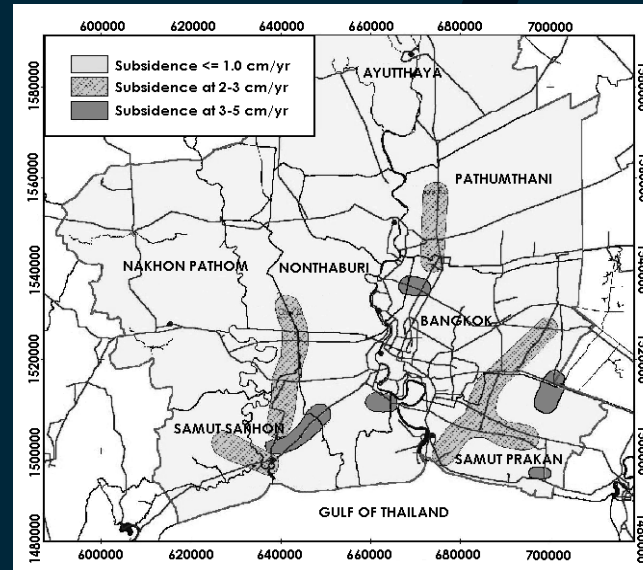 600000 620000 640000 660000 680000 700000
Subsidence <= 1.0 cm/yr
Subsidence at 2-3 cm/yr
Subsidence at 3-5 cm/yr
AYUTTHAYA
1580000
PATHUMTHANI
1560000
NAKHON PATHOM
NONTHABURI
1540000
BANGKOK
1520000
SAMUT SAKHON
1500000
SAMUT PRAKAN
GULF OF THAILAND
1480000
600000 620000 640000 660000 680000 700000